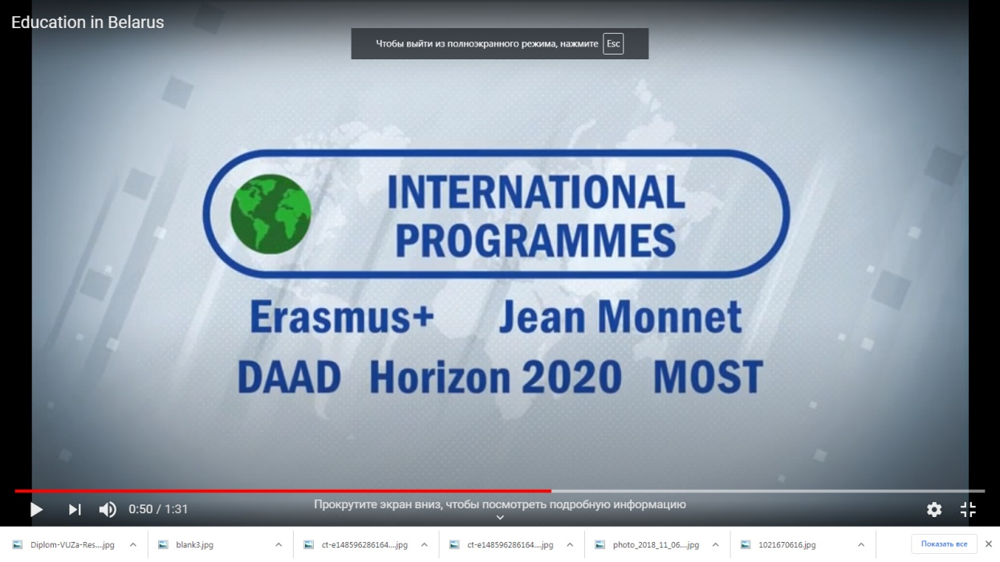 Education in Belarus
Чтобы выйти из полноэкранного режима, нажмите Esc
INTERNATIONAL
PROGRAMMES
Erasmus+ Jean Monnet
DAAD Horizon 2020 MOST
0:50 / 1:31
Прокрутите экран вниз, чтобы посмотреть подробную информацию
Diplom-VUZa-Res....jpg blank3.jpg ct-e148596286164....jpg ct-e148596286164....jpg photo_2018_11_06....jpg 1021670616.jpg Показать все